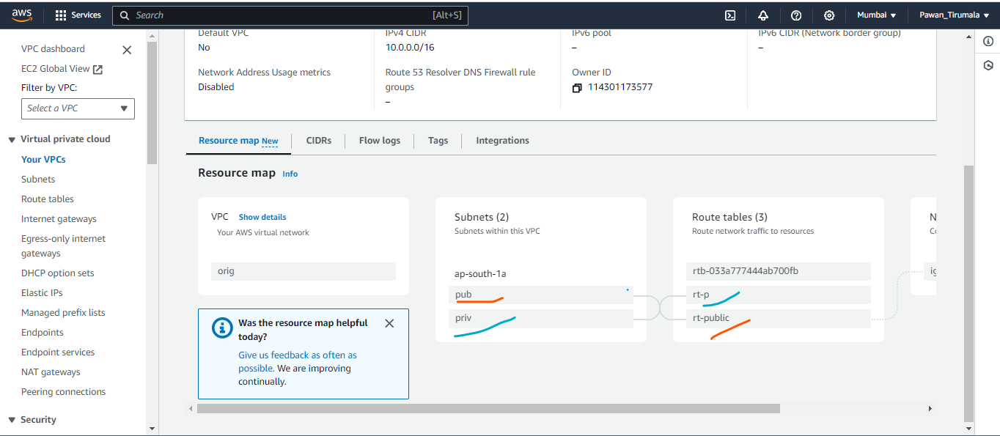 aws
Services
Search
[Alt+S]
Mumbai
Pawan_Tirumala
VPC dashboard
EC2 Global View
Filter by VPC:
Select a VPC
Virtual private cloud
Your VPCs
Subnets
Route tables
Internet gateways
Egress-only internet
gateways
DHCP option sets
Elastic IPs
Managed prefix lists
Endpoints
Endpoint services
NAT gateways
Peering connections
Security
Default VPC
No
IPv4 CIDR
10.0.0.0/16
IPv6 pool
–
IPv6 CIDR (Network border group)
–
Network Address Usage metrics
Disabled
Route 53 Resolver DNS Firewall rule
groups
–
Owner ID
114301173577
Resource map New
CIDRs
Flow logs
Tags
Integrations
Resource map Info
VPC Show details
Your AWS virtual network
orig
Was the resource map helpful
today?
Give us feedback as often as
possible. We are improving
continually.
Subnets (2)
Subnets within this VPC
ap-south-1a
pub
priv
Route tables (3)
Route network traffic to resources
rtb-033a777444ab700fb
rt-p
rt-public